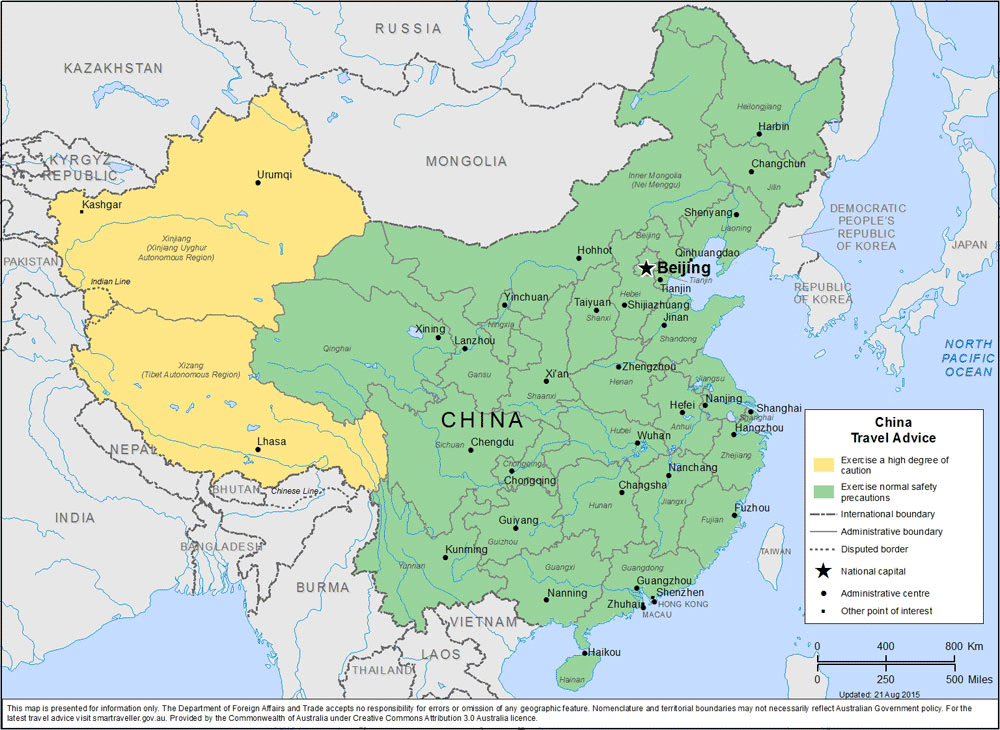 RUSSIA
KAZAKHSTAN
Heilongjiang
Harbin
MONGOLIA
KYRGYZ
REPUBLIC
Changchun
Jilin
Urumqi
Inner Mongolia
(Nei Menggu)
Kashgar
Shenyang
Liaoning
DEMOCRATIC
PEOPLE'S
REPUBLIC
OF KOREA
JAPAN
Xinjiang
(Xinjiang Uyghur
Autonomous Region)
Beijing
Hohhot
Qinhuangdao
PAKISTAN
Beijing
Tianjin
Tianjin
Indian Line
REPUBLIC
OF KOREA
Yinchuan
Hebei
Taiyuan
Shijiazhuang
Shanxi
Jinan
Ningxia
Xining
Shandong
Lanzhou
Qinghai
NORTH
PACIFIC
OCEAN
Xizang
(Tibet Autonomous Region)
Gansu
Xi'an
Zhengzhou
Henan
Jiangsu
Shaanxi
Nanjing
Hefei
Shanghai
Shanghai
CHINA
Anhui
Hangzhou
Hubei
Wuhan
Lhasa
Sichuan
Chengdu
NEPAL
Zhejiang
Chongqing
Nanchang
Chongqing
Changsha
BHUTAN
Chinese Line
Hunan
Jiangxi
Fuzhou
INDIA
Guiyang
Fujian
Guizhou
BANGLADESH
Kunming
TAIWAN
Yunnan
Guangxi
Guangdong
BURMA
Guangzhou
Nanning
Shenzhen
Zhuhai
HONG KONG
MACAU
VIETNAM
LAOS
Haikou
THAILAND
Hainan
China
Travel Advice
Exercise a high degree of
caution
Exercise normal safety
precautions
International boundary
Administrative boundary
Disputed border
National capital
Administrative centre
Other point of interest
0 400 800 Km
0 250 500 Miles
Updated: 21 Aug 2015
This map is presented for information only. The Department of Foreign Affairs and Trade accepts no responsibility for errors or omission of any geographic feature. Nomenclature and territorial boundaries may not necessarily reflect Australian Government policy. For the
latest travel advice visit smartraveller.gov.au. Provided by the Commonwealth of Australia under Creative Commons Attribution 3.0 Australia licence.